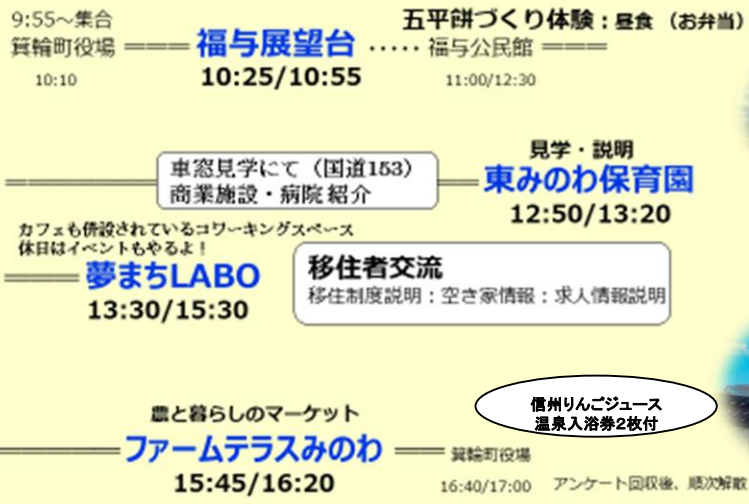 9:55～集合
箕輪町役場
10:10
福与展望台
10:25/10:55
五平餅づくり体験：昼食 （お弁当）
福与公民館
11:00/12:30
車窓見学にて（国道153）
商業施設・病院 紹介
見学・説明
東みのわ保育園
12:50/13:20
カフェも併設されているコワーキングスペース
休日はイベントもやるよ！
夢まちLABO
13:30/15:30
移住者交流
移住制度説明：空き家情報：求人情報説明
信州りんごジュース
温泉入浴券2枚付
農と暮らしのマーケット
ファームテラスみのわ
15:45/16:20
箕輪町役場
16:40/17:00
アンケート回収後、順次解散